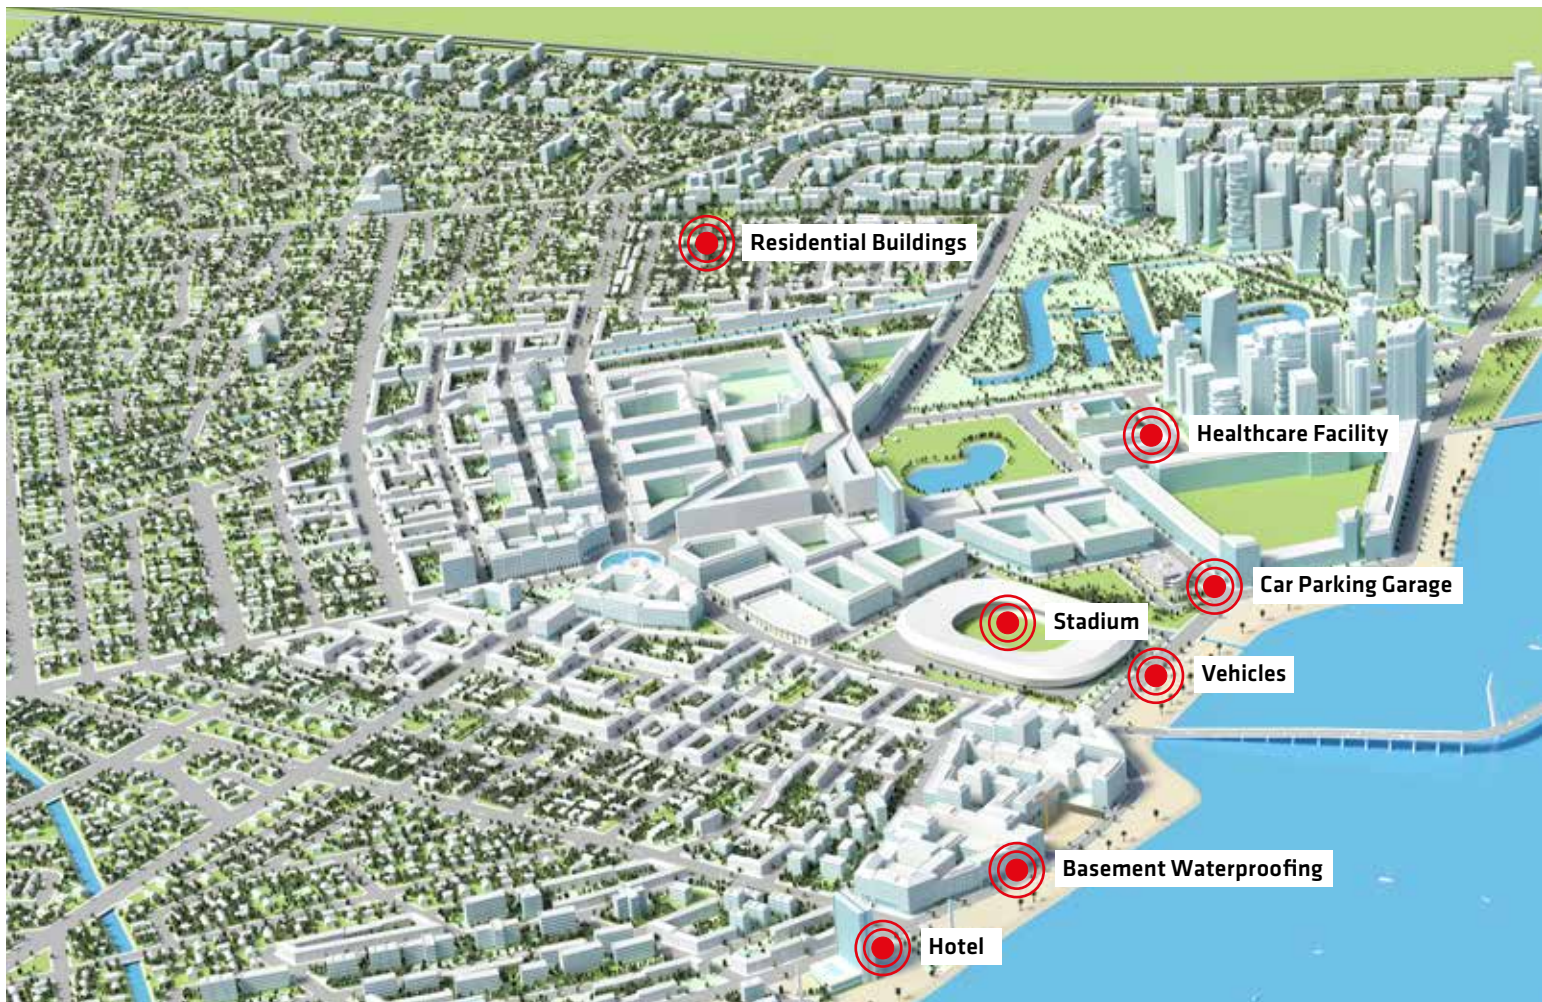 Residential Buildings
Healthcare Facility
Car Parking Garage
Stadium
Vehicles
Basement Waterproofing
Hotel